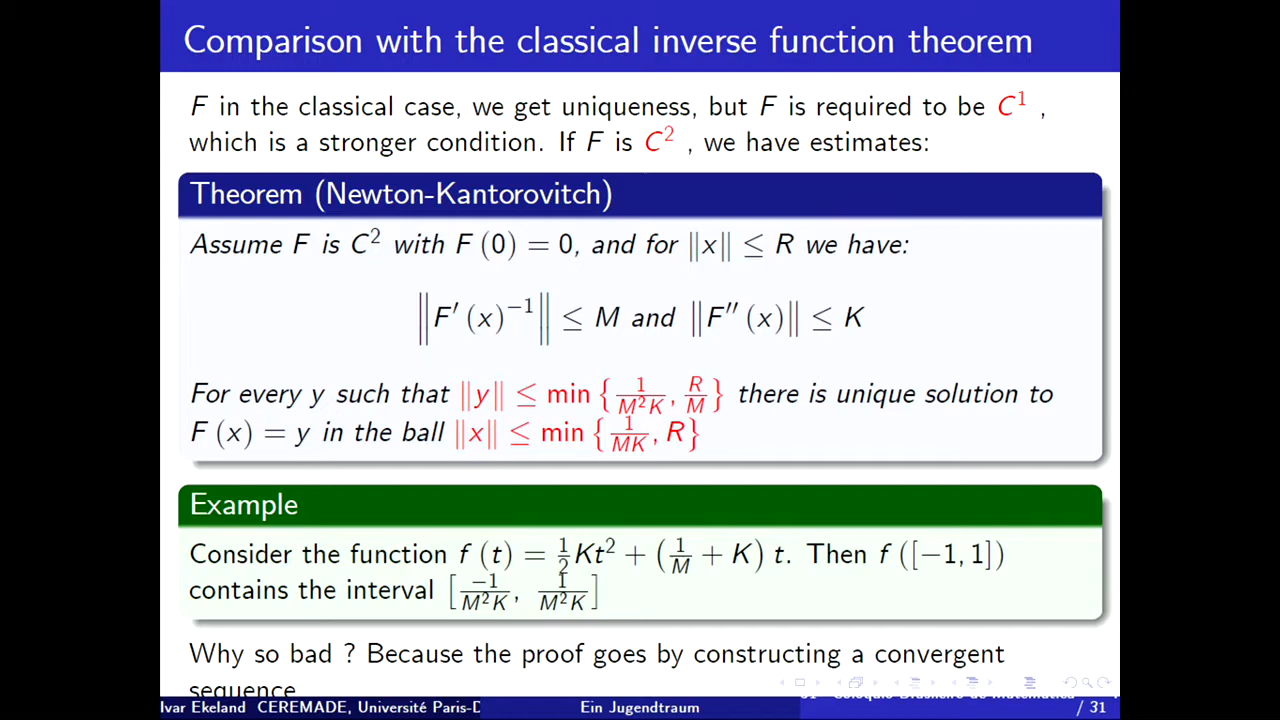 Comparison with the classical inverse function theorem
F in the classical case, we get uniqueness, but F is required to be C¹ ,
which is a stronger condition. If F is C² , we have estimates:
Theorem (Newton-Kantorovitch)
Assume F is C² with F (0) = 0, and for ‖x‖ ≤ R we have:
‖F′ (x)⁻¹‖ ≤ M and ‖F″ (x)‖ ≤ K
For every y such that ‖y‖ ≤ min {1/M²K, R/M} there is unique solution to
F (x) = y in the ball ‖x‖ ≤ min {1/MK, R}
Example
Consider the function f (t) = 1/2 Kt² + (1/M + K) t. Then f ([−1, 1])
contains the interval [−1/M²K, 1/M²K]
Why so bad ? Because the proof goes by constructing a convergent
sequence
Ivar Ekeland CEREMADE, Université Paris-D
Ein Jugendtraum
/ 31